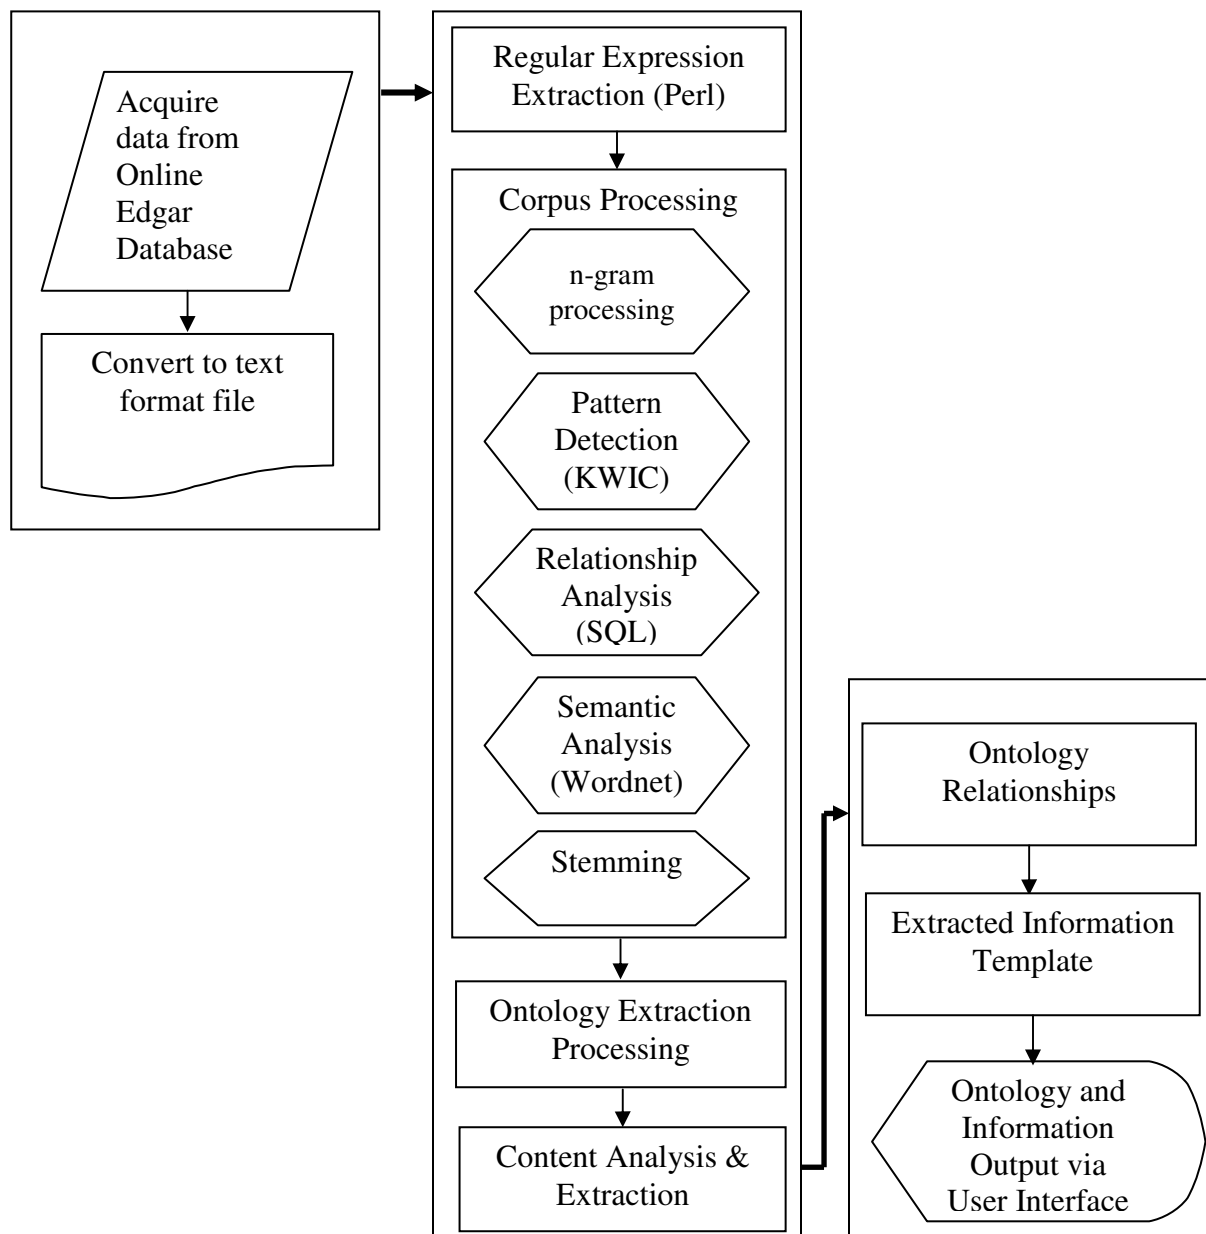 Acquire
data from
Online
Edgar
Database
Convert to text
format file
Regular Expression
Extraction (Perl)
Corpus Processing
n-gram
processing
Pattern
Detection
(KWIC)
Relationship
Analysis
(SQL)
Semantic
Analysis
(Wordnet)
Stemming
Ontology Extraction
Processing
Content Analysis &
Extraction
Ontology
Relationships
Extracted Information
Template
Ontology and
Information
Output via
User Interface